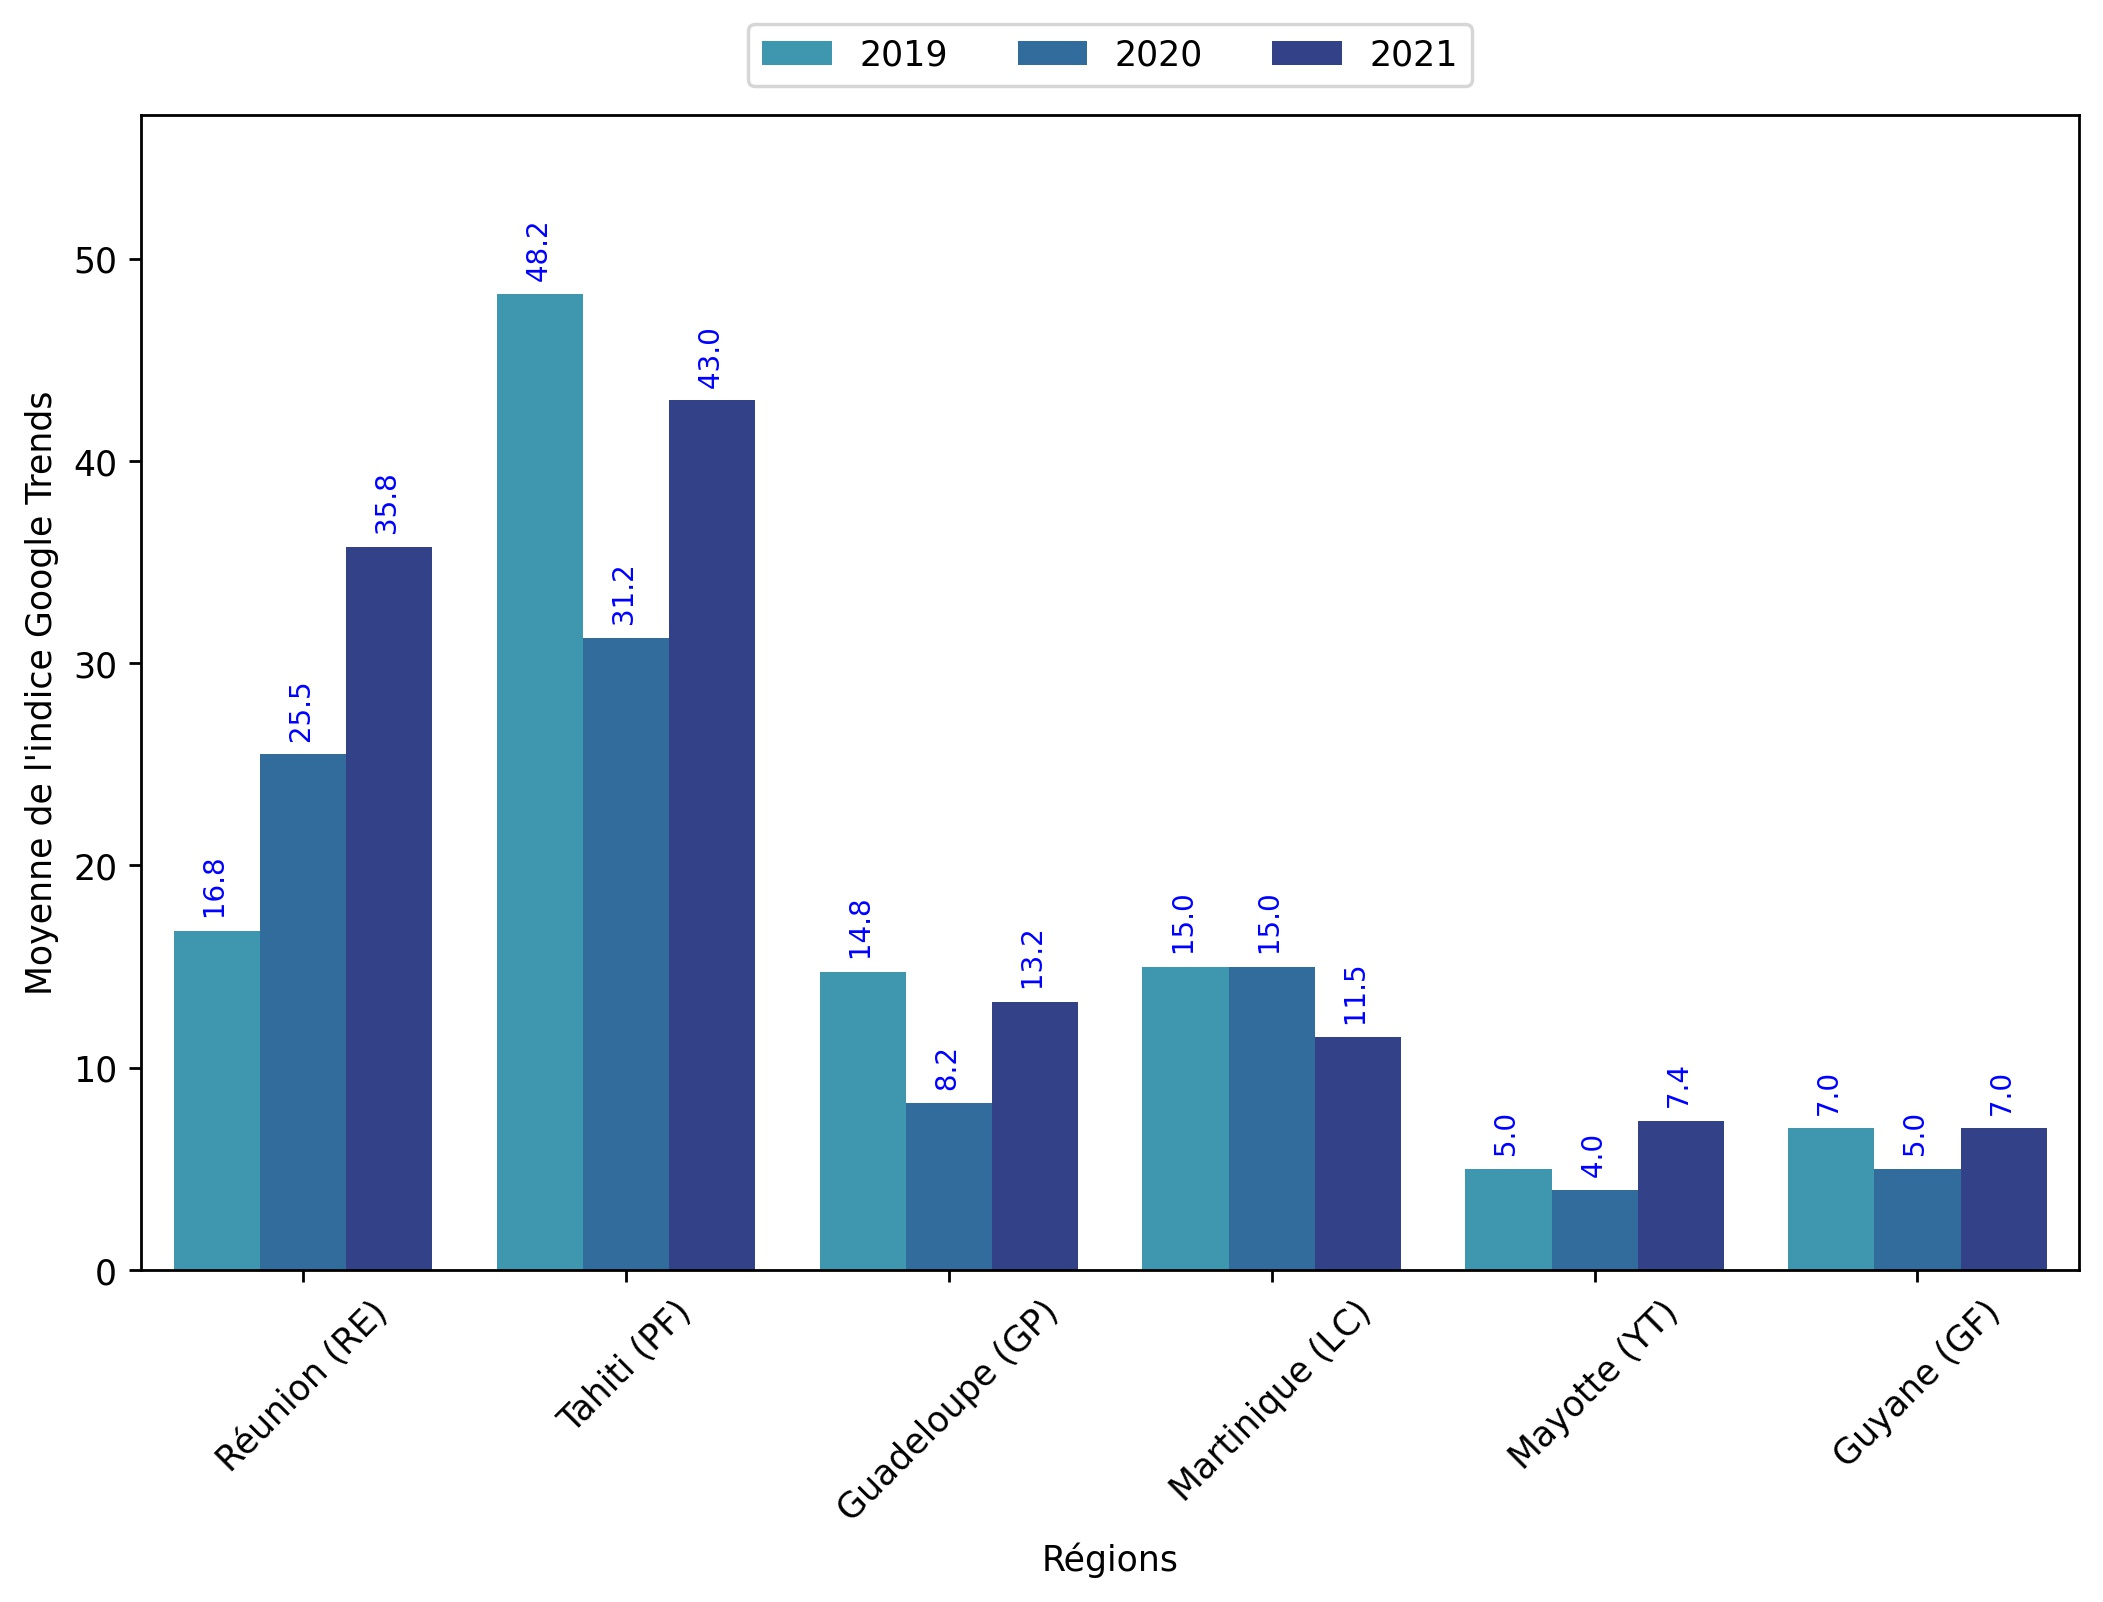 2019 2020 2021
Moyenne de l'indice Google Trends
50
40
30
20
10
0
16.8 25.5 35.8
48.2 31.2 43.0
14.8 8.2 13.2
15.0 15.0 11.5
5.0 4.0 7.4
7.0 5.0 7.0
Réunion (RE)
Tahiti (PF)
Guadeloupe (GP)
Martinique (LC)
Mayotte (YT)
Guyane (GF)
Régions